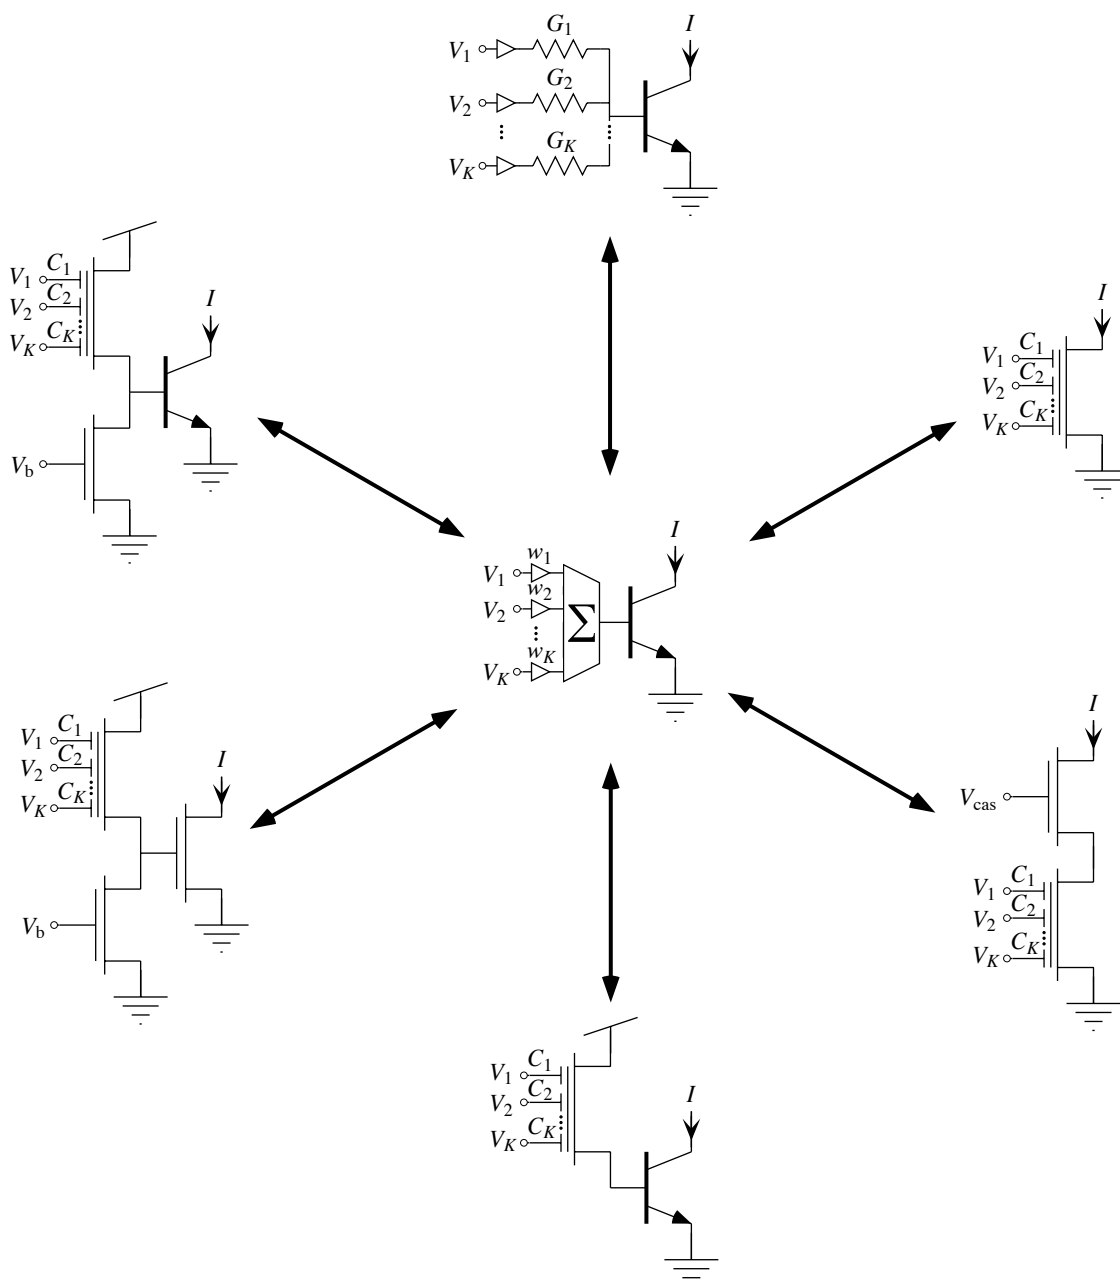 I
V1 G1
V2 G2
VK GK
V1 C1
V2 C2
VK CK
I
Vb
I
V1 C1
V2 C2
VK CK
I
V1 w1
V2 w2
Σ
VK wK
V1 C1
V2 C2
VK CK
I
Vb
I
Vcas
V1 C1
V2 C2
VK CK
V1 C1
V2 C2
VK CK
I